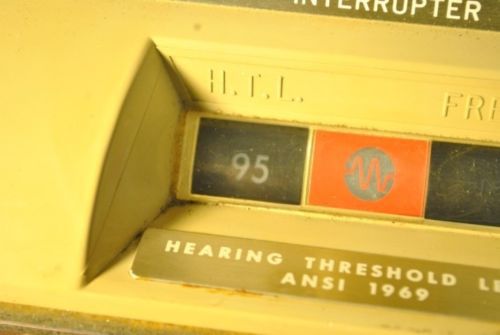 INTERRUPTER
H.T.L.
95
HEARING THRESHOLD
ANSI 1969